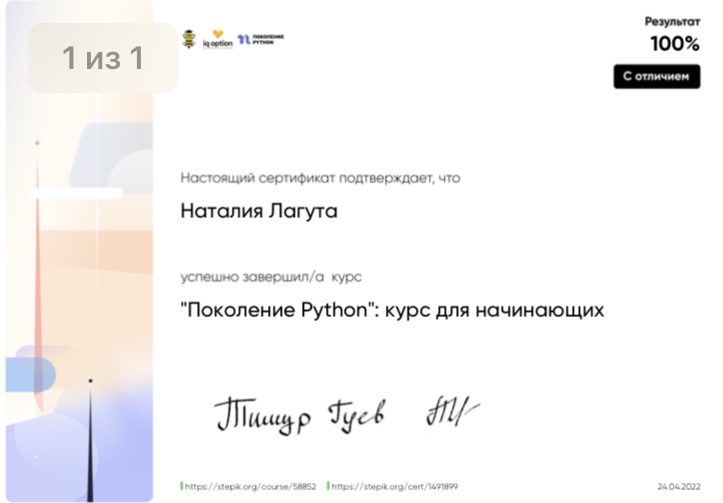 1 из 1
iq option
ПОКОЛЕНИЕ
PYTHON
Результат
100%
С отличием
Настоящий сертификат подтверждает, что
Наталия Лагута
успешно завершил/а курс
"Поколение Python": курс для начинающих
Тимур Гуев
https://stepik.org/course/58852
https://stepik.org/cert/1491899
24.04.2022